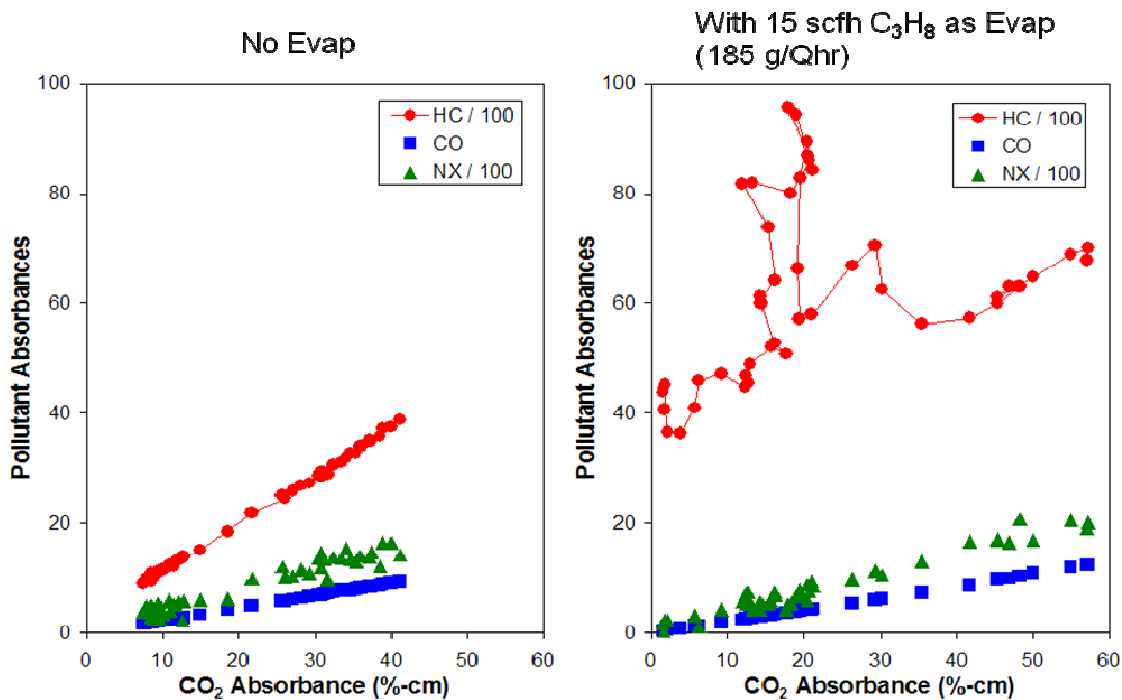 No Evap
With 15 scfh C₃H₈ as Evap
(185 g/Qhr)
Pollutant Absorbances
100
80
60
40
20
0
HC / 100
CO
NX / 100
0 10 20 30 40 50 60
CO₂ Absorbance (%-cm)
Pollutant Absorbances
100
80
60
40
20
0
HC / 100
CO
NX / 100
0 10 20 30 40 50 60
CO₂ Absorbance (%-cm)